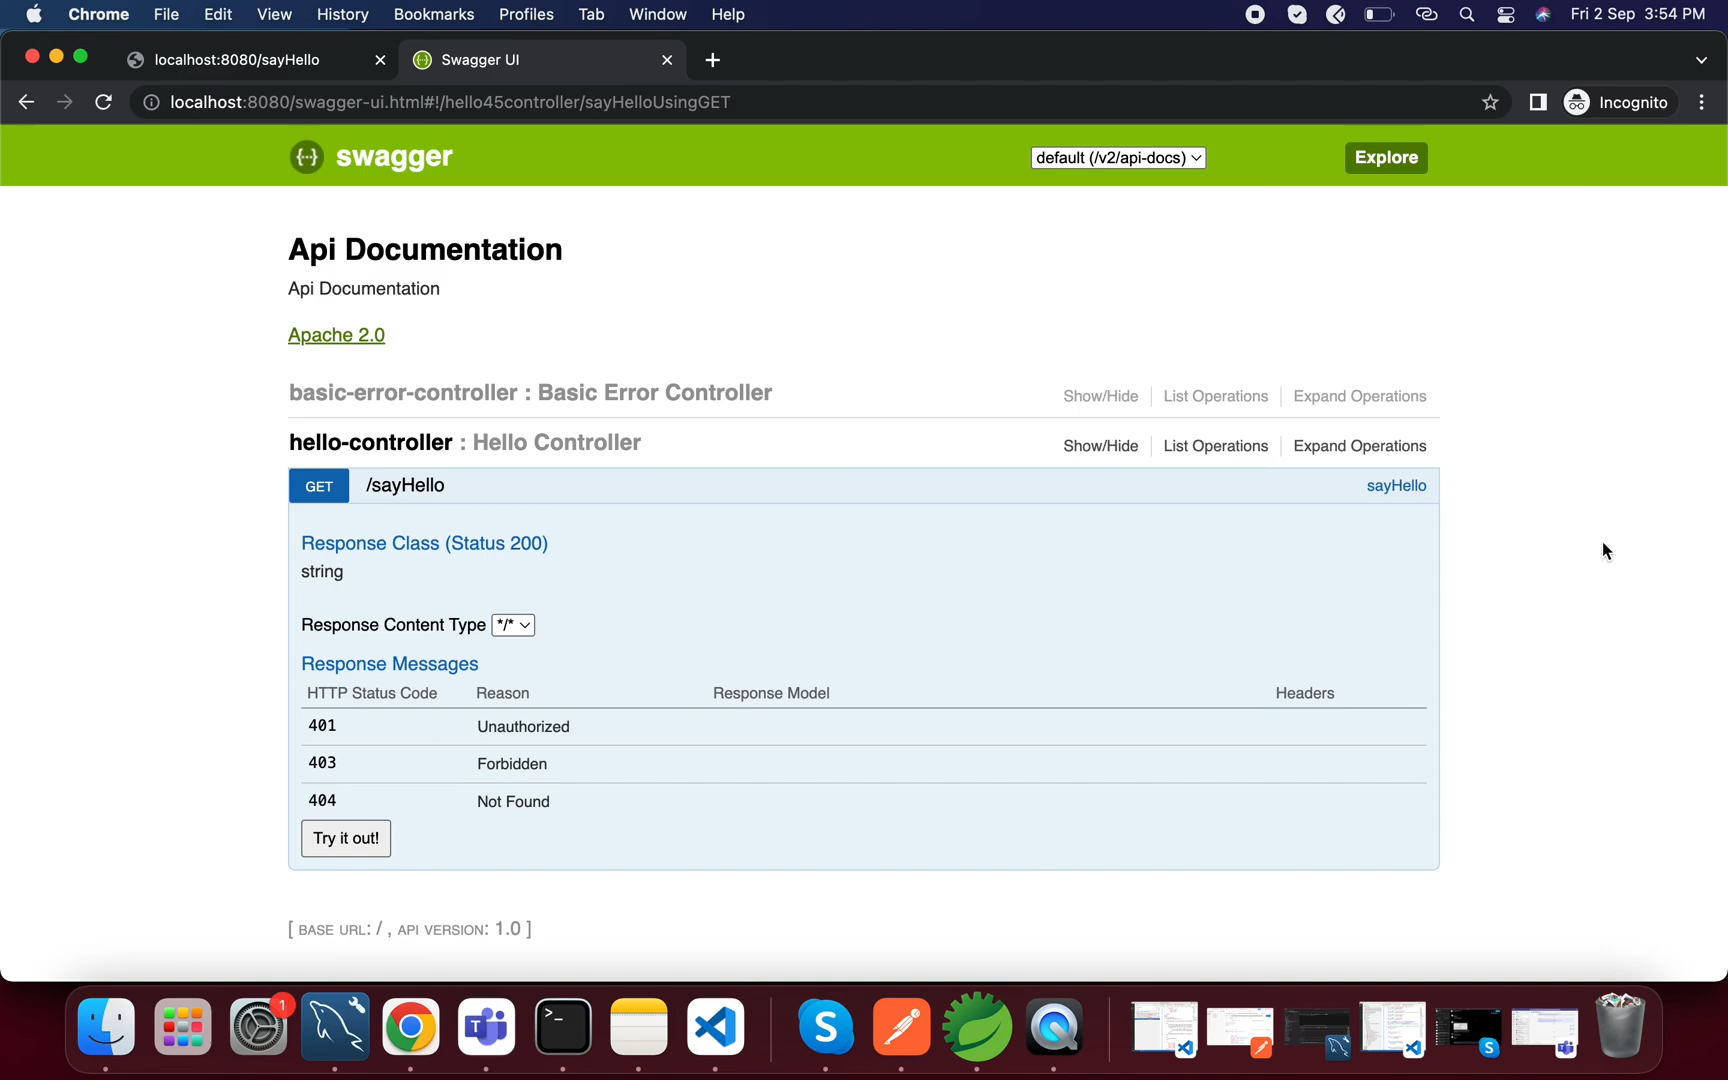 Chrome File Edit View History Bookmarks Profiles Tab Window Help Fri 2 Sep 3:54 PM
localhost:8080/sayHello Swagger UI
localhost:8080/swagger-ui.html#!/hello45controller/sayHelloUsingGET Incognito
{···} swagger default (/v2/api-docs) Explore
Api Documentation
Api Documentation
Apache 2.0
basic-error-controller : Basic Error Controller Show/Hide List Operations Expand Operations
hello-controller : Hello Controller Show/Hide List Operations Expand Operations
GET /sayHello sayHello
Response Class (Status 200)
string
Response Content Type */*
Response Messages
HTTP Status Code Reason Response Model Headers
401 Unauthorized
403 Forbidden
404 Not Found
Try it out!
[ BASE URL: / , API VERSION: 1.0 ]
1